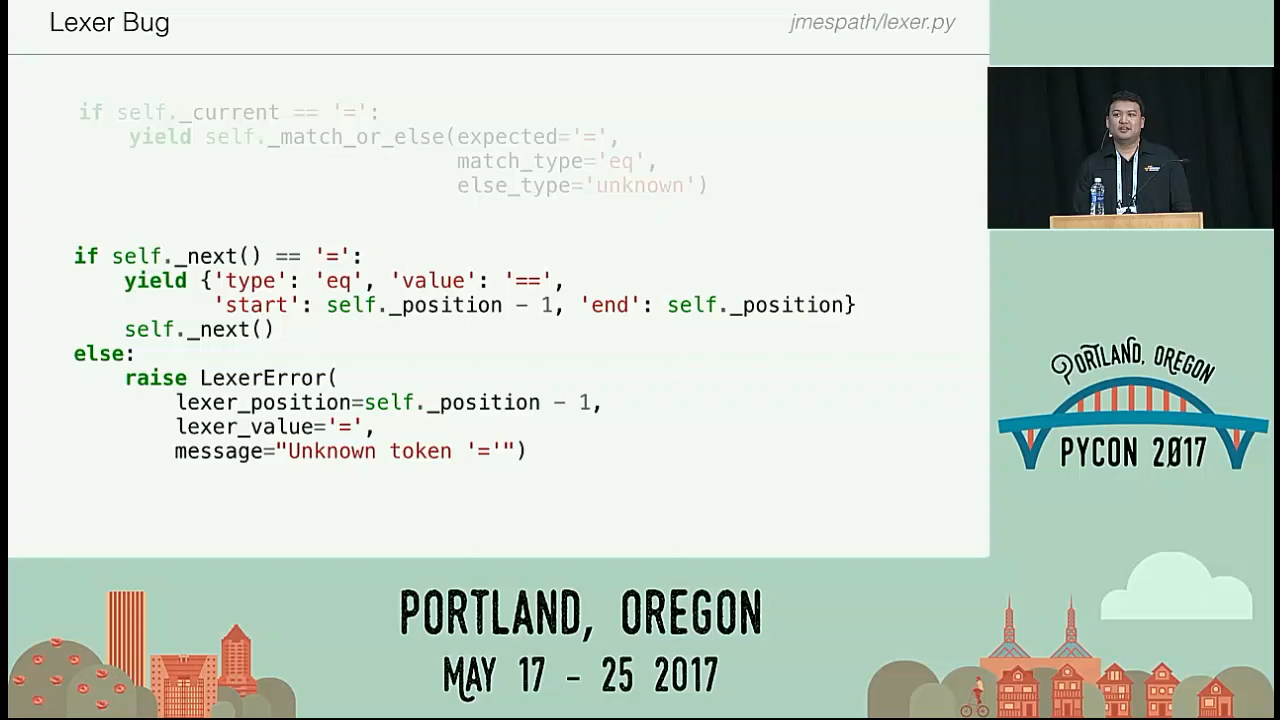 Lexer Bug
jmespath/lexer.py
if self._current == '=':
    yield self._match_or_else(expected='=',
                              match_type='eq',
                              else_type='unknown')
if self._next() == '=':
    yield {'type': 'eq', 'value': '==',
           'start': self._position - 1, 'end': self._position}
    self._next()
else:
    raise LexerError(
        lexer_position=self._position - 1,
        lexer_value='=',
        message="Unknown token '='")
PORTLAND, OREGON
PYCON 2017
PORTLAND, OREGON
MAY 17 - 25 2017